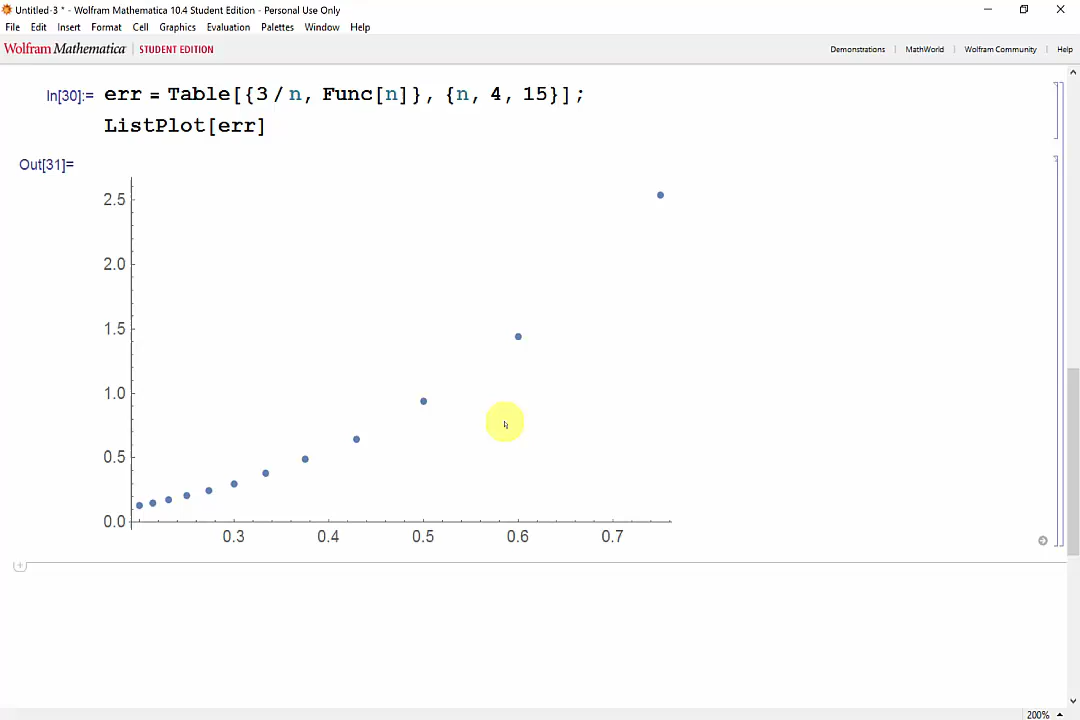 Untitled-3 * - Wolfram Mathematica 10.4 Student Edition - Personal Use Only
File Edit Insert Format Cell Graphics Evaluation Palettes Window Help
Wolfram Mathematica STUDENT EDITION Demonstrations MathWorld Wolfram Community Help
In[30]:= err = Table[{3 / n, Func[n]}, {n, 4, 15}];
ListPlot[err]
Out[31]=
2.5
2.0
1.5
1.0
0.5
0.0
0.3 0.4 0.5 0.6 0.7
200%